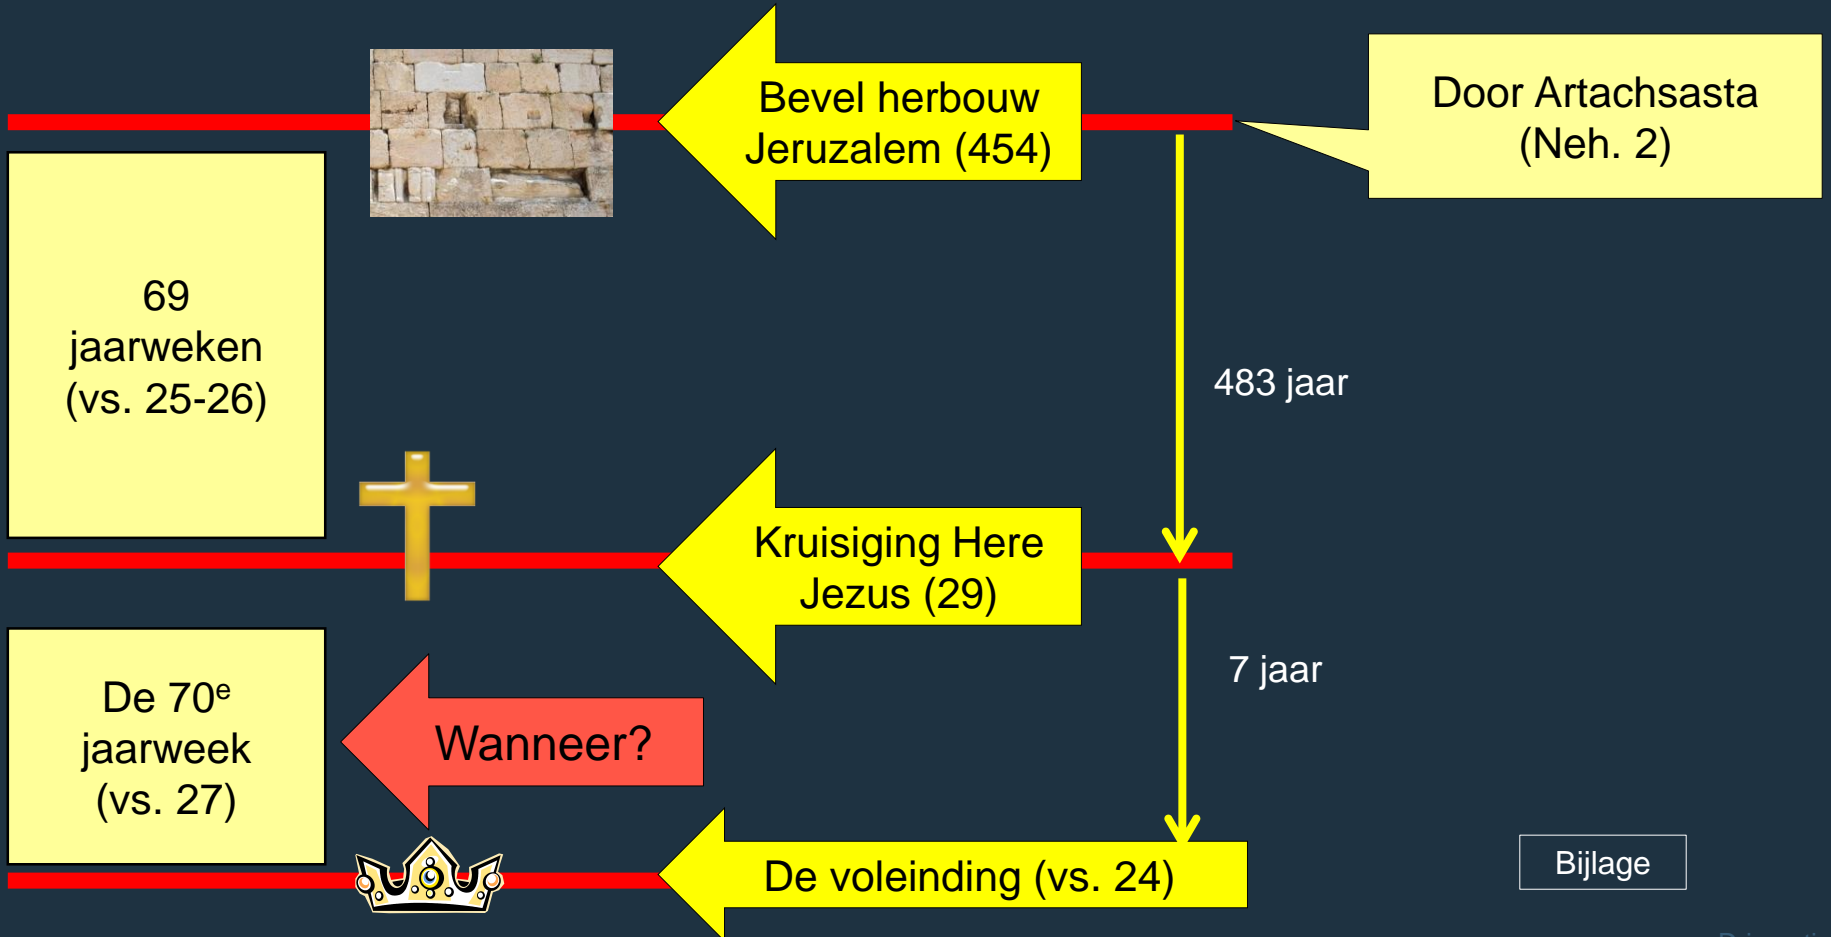 Bevel herbouw
Jeruzalem (454)
Door Artachsasta
(Neh. 2)
69
jaarweken
(vs. 25-26)
483 jaar
Kruisiging Here
Jezus (29)
7 jaar
De 70e
jaarweek
(vs. 27)
Wanneer?
De voleinding (vs. 24)
Bijlage